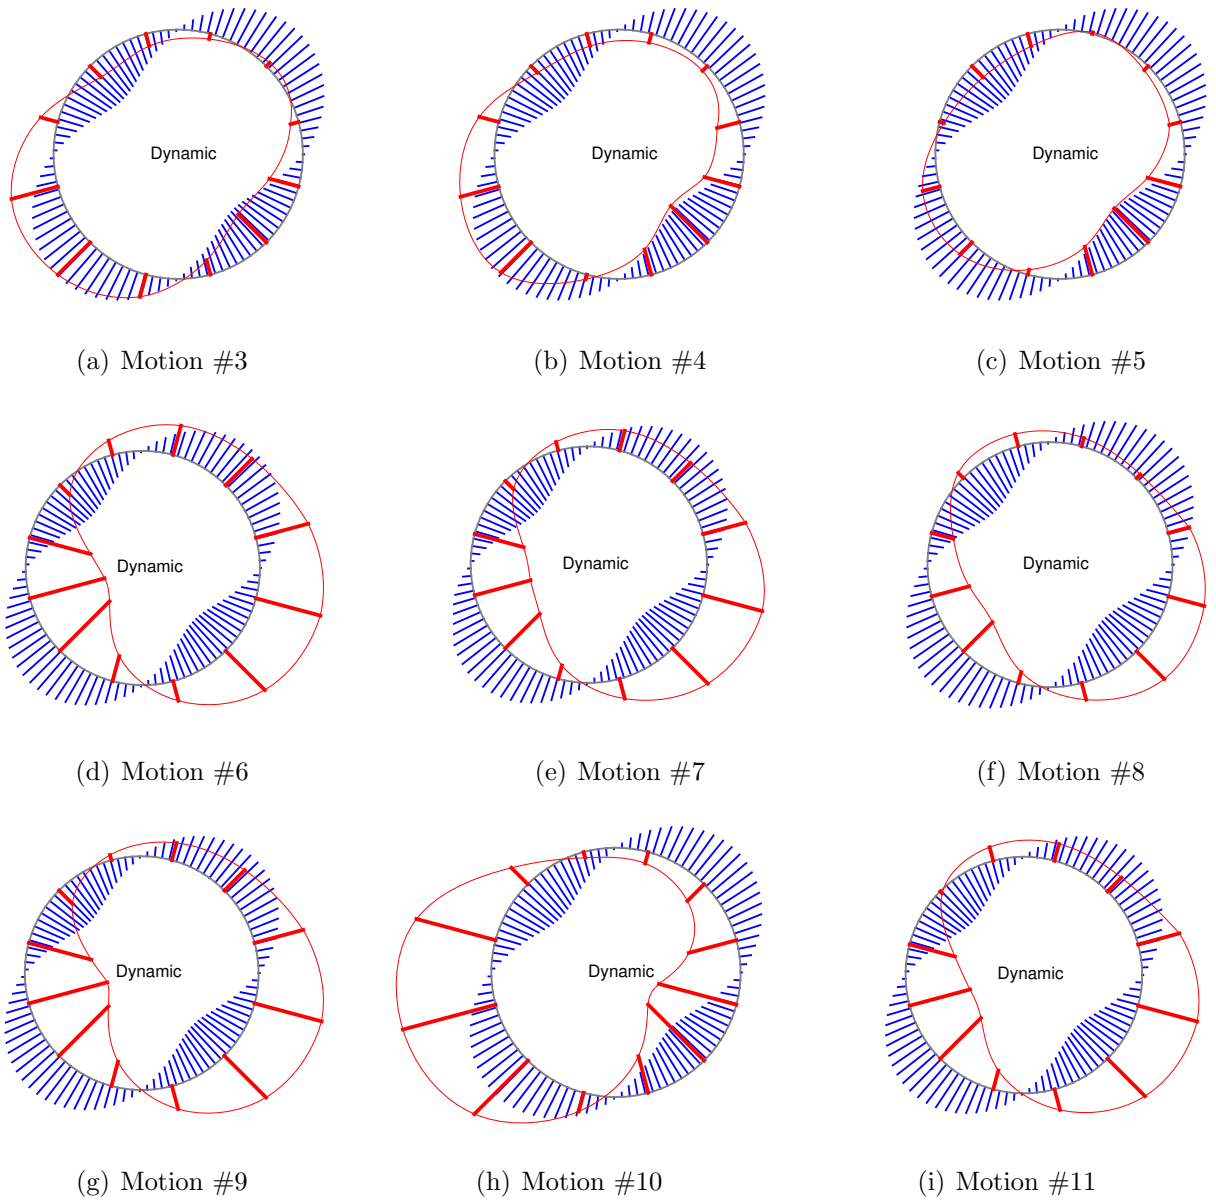 Dynamic
Dynamic
Dynamic
(a) Motion #3
(b) Motion #4
(c) Motion #5
Dynamic
Dynamic
Dynamic
(d) Motion #6
(e) Motion #7
(f) Motion #8
Dynamic
Dynamic
Dynamic
(g) Motion #9
(h) Motion #10
(i) Motion #11